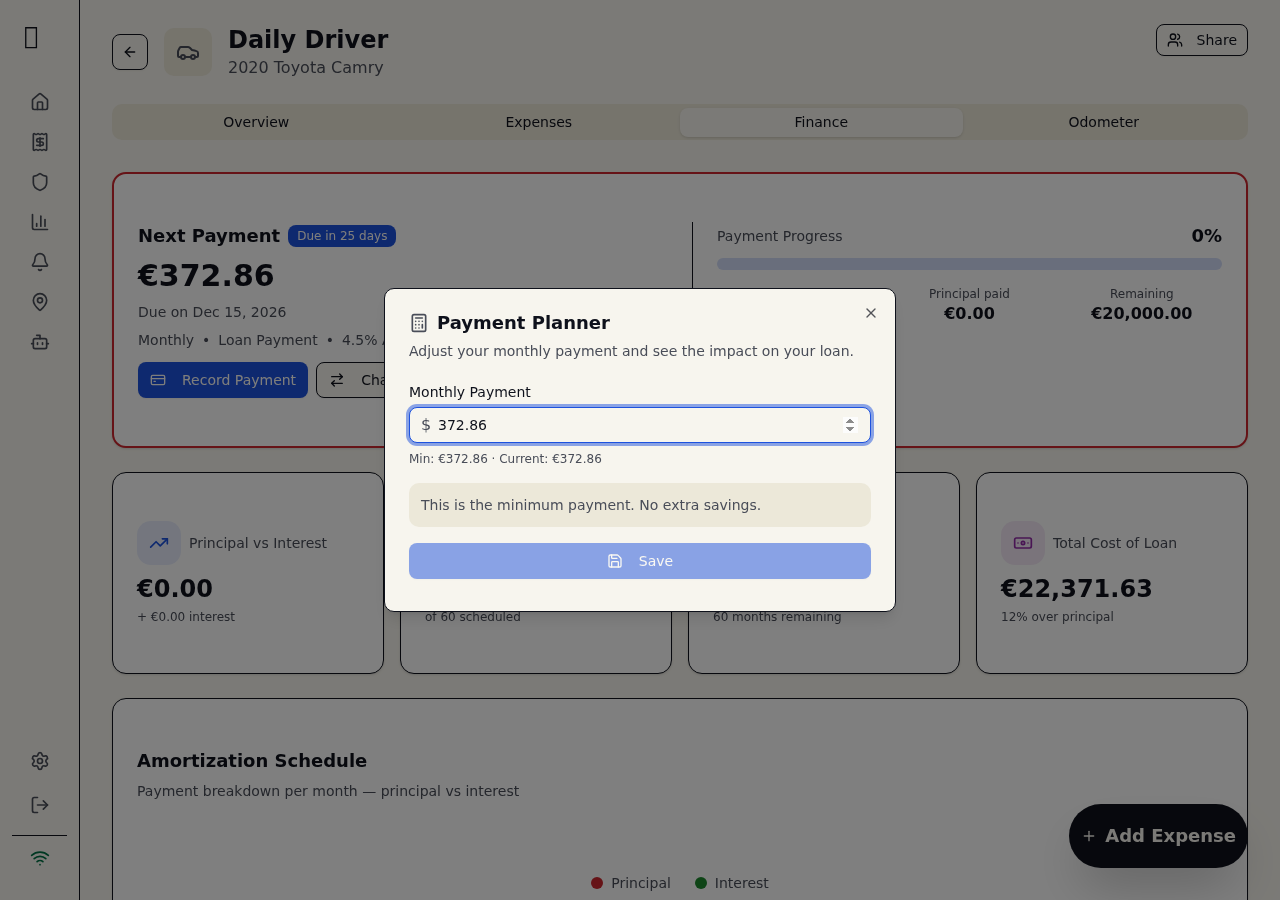 Daily Driver
2020 Toyota Camry
Share
Overview
Expenses
Finance
Odometer
Next Payment
Due in 25 days
€372.86
Due on Dec 15, 2026
Monthly • Loan Payment • 4.5%
Record Payment
Payment Progress
0%
Principal paid
€0.00
Remaining
€20,000.00
Payment Planner
Adjust your monthly payment and see the impact on your loan.
Monthly Payment
$ 372.86
Min: €372.86 · Current: €372.86
This is the minimum payment. No extra savings.
Save
Principal vs Interest
€0.00
+ €0.00 interest
of 60 scheduled
60 months remaining
Total Cost of Loan
€22,371.63
12% over principal
Amortization Schedule
Payment breakdown per month — principal vs interest
Principal
Interest
+ Add Expense